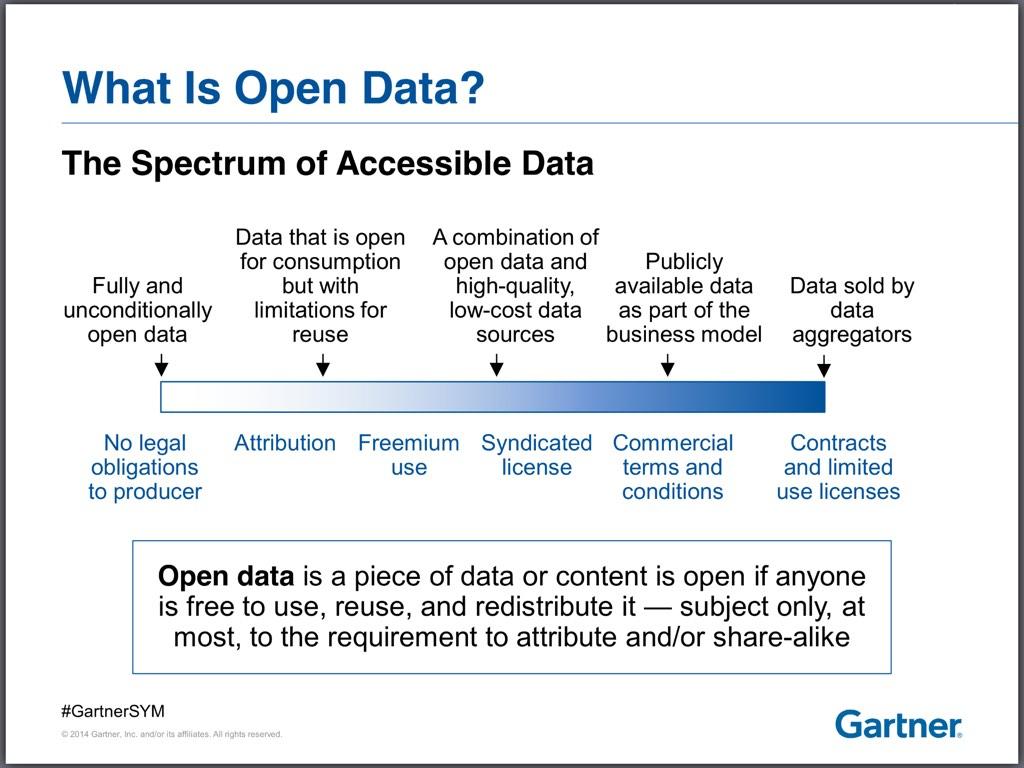 What Is Open Data?
The Spectrum of Accessible Data
Fully and
unconditionally
open data
Data that is open
for consumption
but with
limitations for
reuse
A combination of
open data and
high-quality,
low-cost data
sources
Publicly
available data
as part of the
business model
Data sold by
data
aggregators
No legal
obligations
to producer
Attribution
Freemium
use
Syndicated
license
Commercial
terms and
conditions
Contracts
and limited
use licenses
Open data is a piece of data or content is open if anyone
is free to use, reuse, and redistribute it — subject only, at
most, to the requirement to attribute and/or share-alike
#GartnerSYM
© 2014 Gartner, Inc. and/or its affiliates. All rights reserved.
Gartner®